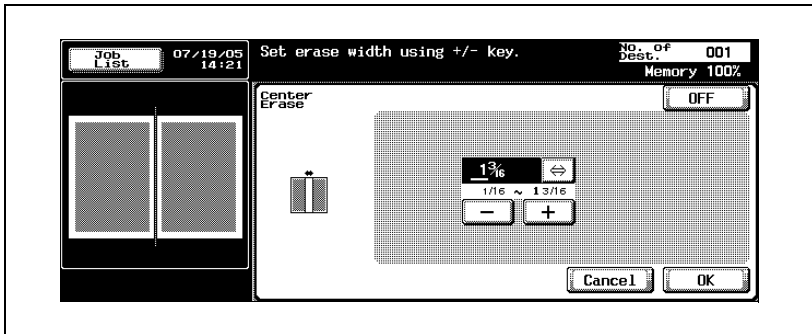 Job
List
07/19/05
14:21
Set erase width using +/- key.
No. of
Dest.
001
Memory 100%
Center
Erase
OFF
1 3/16
⇔
1/16 ~ 1 3/16
− +
Cancel OK